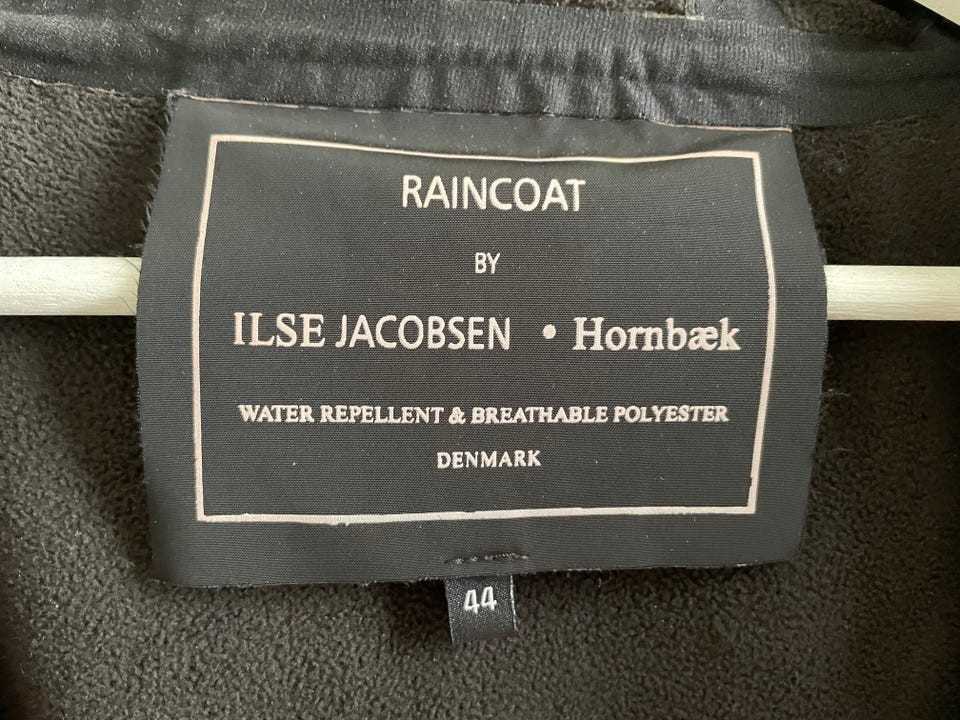 RAINCOAT
BY
ILSE JACOBSEN • Hornbæk
WATER REPELLENT & BREATHABLE POLYESTER
DENMARK
44